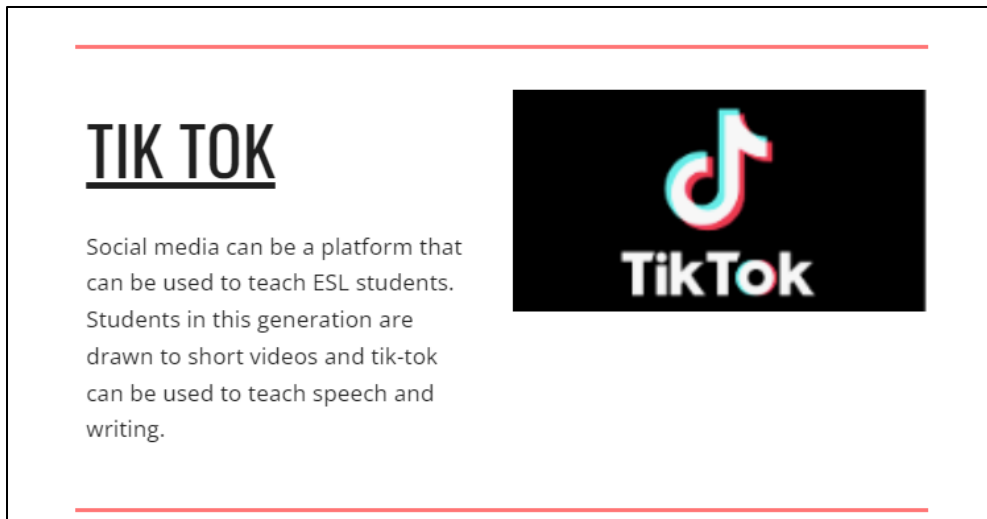 TIK TOK
Social media can be a platform that
can be used to teach ESL students.
Students in this generation are
drawn to short videos and tik-tok
can be used to teach speech and
writing.
TikTok